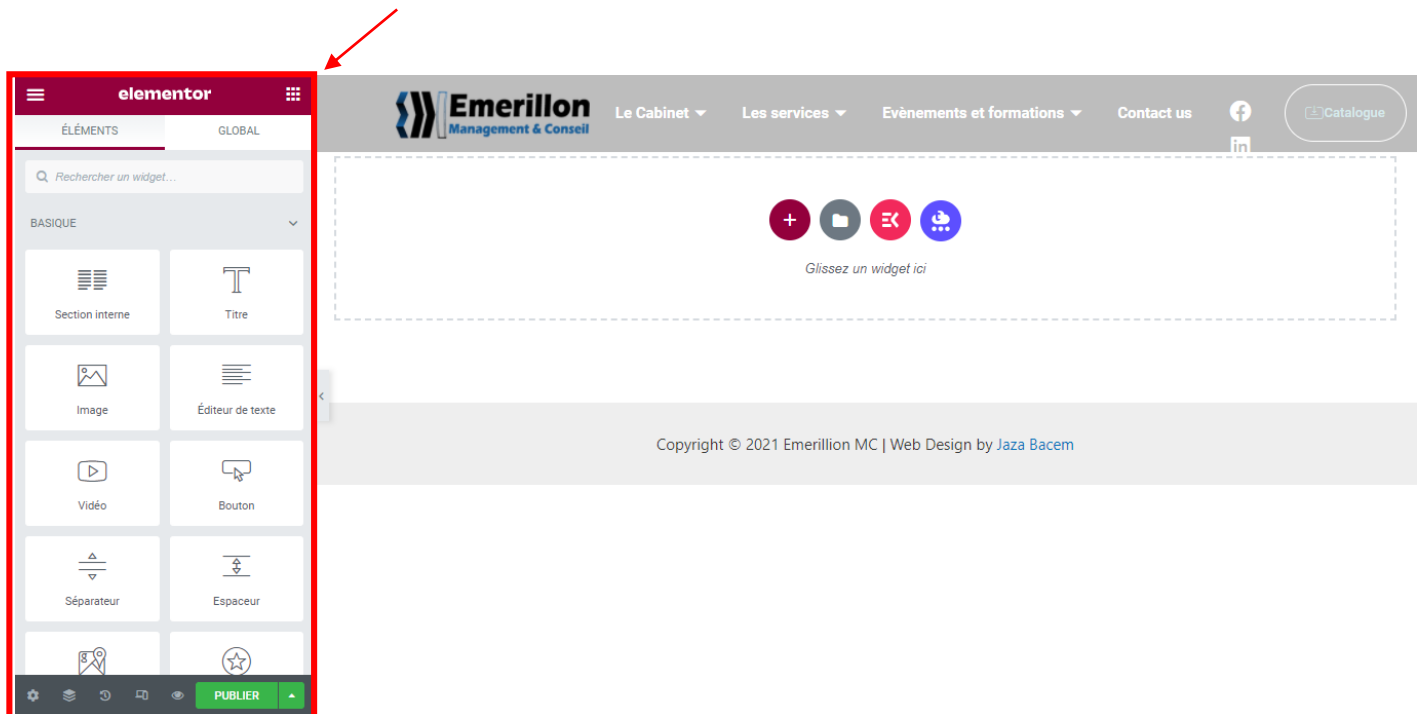 elementor
ÉLÉMENTS
GLOBAL
Rechercher un widget...
BASIQUE
Section interne
Titre
Image
Éditeur de texte
Vidéo
Bouton
Séparateur
Espaceur
PUBLIER
Emerillon
Management & Conseil
Le Cabinet
Les services
Evènements et formations
Contact us
Catalogue
Glissez un widget ici
Copyright © 2021 Emerillion MC | Web Design by Jaza Bacem